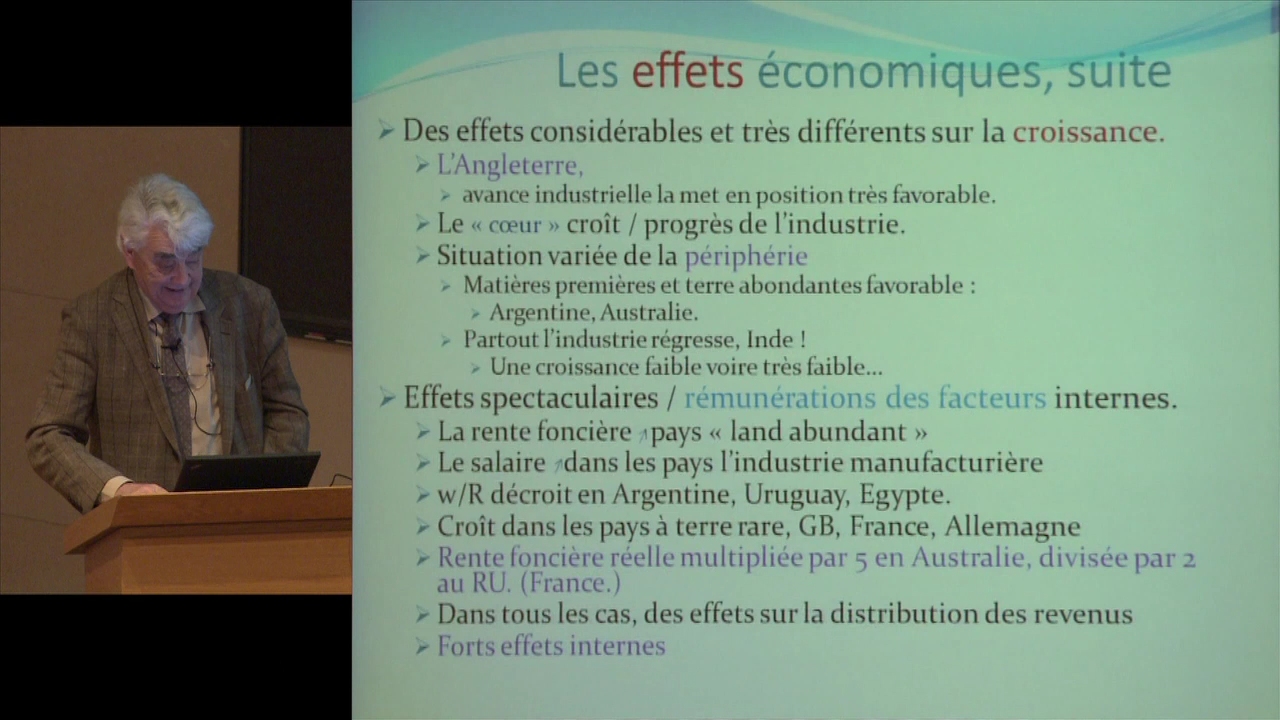 Les effets économiques, suite
Des effets considérables et très différents sur la croissance.
L'Angleterre,
avance industrielle la met en position très favorable.
Le « cœur » croît / progrès de l'industrie.
Situation variée de la périphérie
Matières premières et terre abondantes favorable :
Argentine, Australie.
Partout l'industrie régresse, Inde !
Une croissance faible voire très faible...
Effets spectaculaires / rémunérations des facteurs internes.
La rente foncière ↗pays « land abundant »
Le salaire ↗dans les pays l'industrie manufacturière
w/R décroit en Argentine, Uruguay, Egypte.
Croît dans les pays à terre rare, GB, France, Allemagne
Rente foncière réelle multipliée par 5 en Australie, divisée par 2
au RU. (France.)
Dans tous les cas, des effets sur la distribution des revenus
Forts effets internes